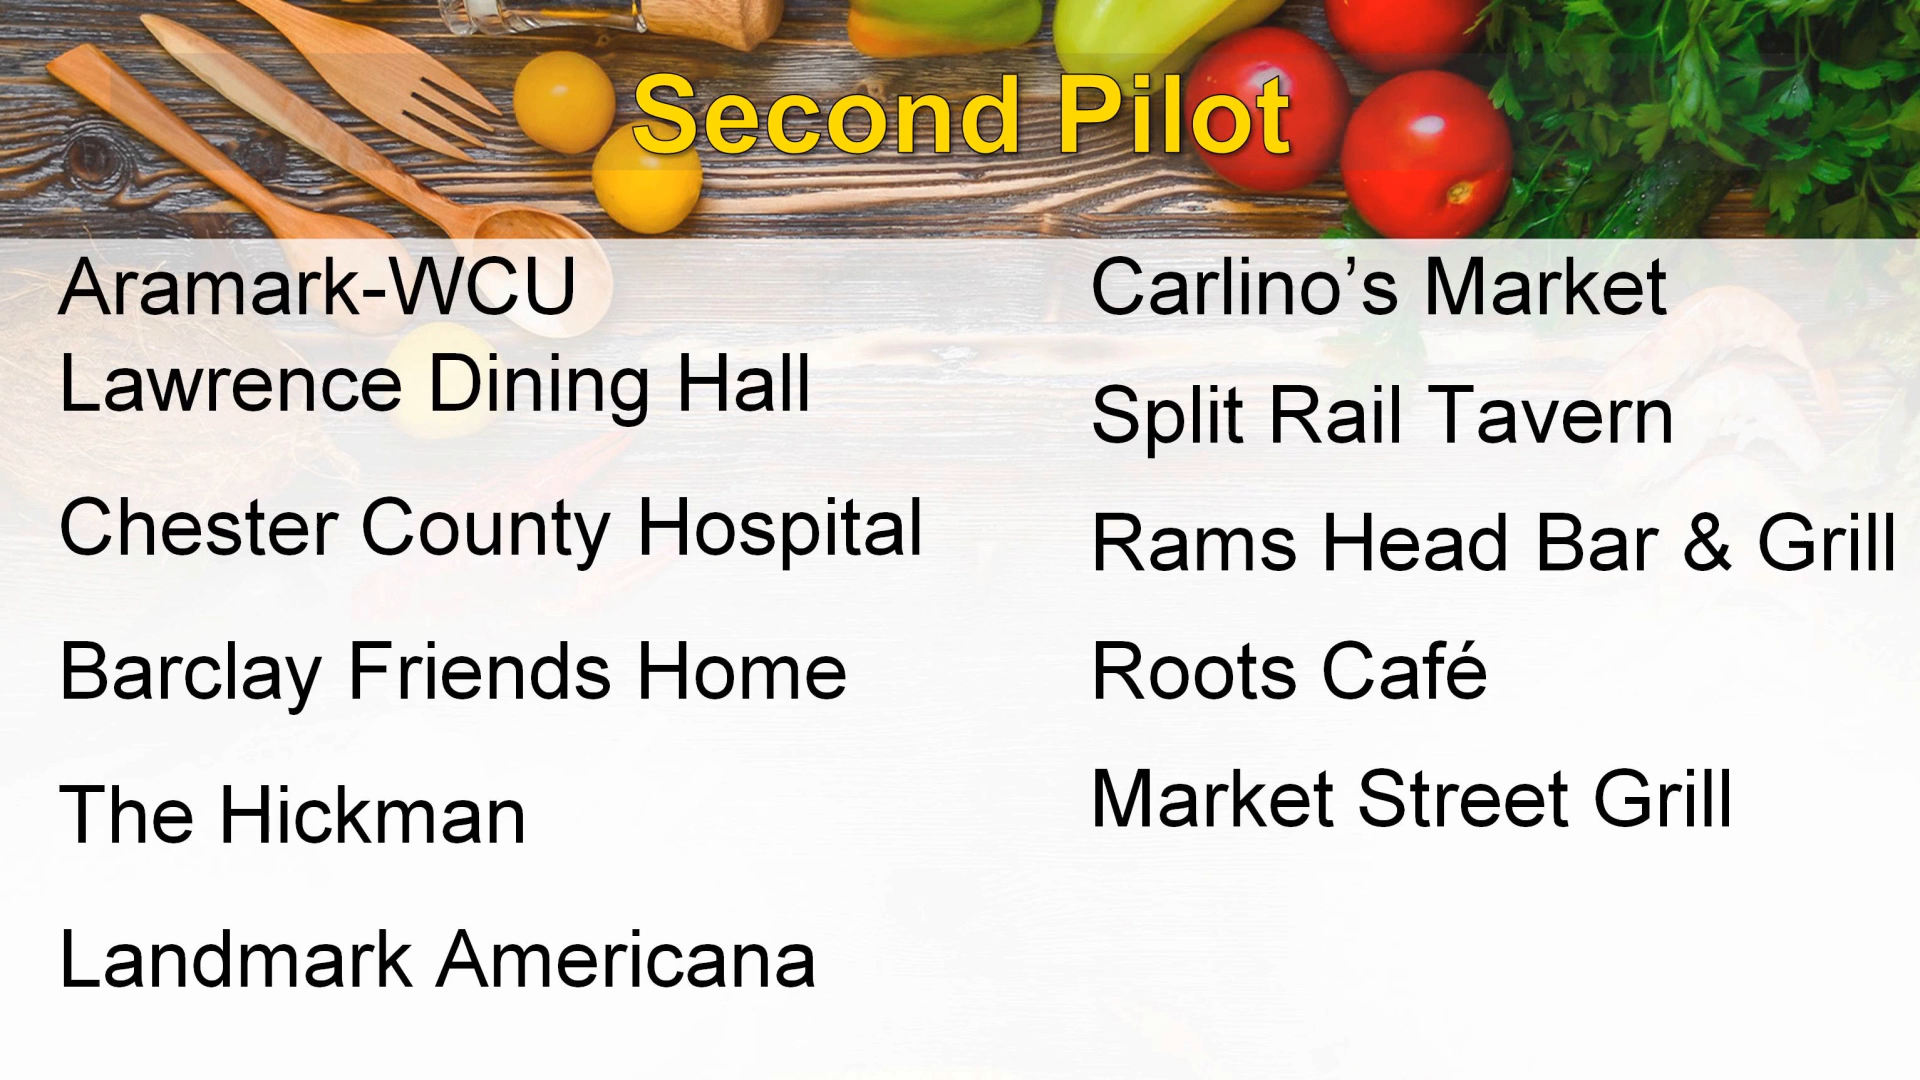 Second Pilot
Aramark-WCU
Lawrence Dining Hall
Chester County Hospital
Barclay Friends Home
The Hickman
Landmark Americana
Carlino’s Market
Split Rail Tavern
Rams Head Bar & Grill
Roots Café
Market Street Grill